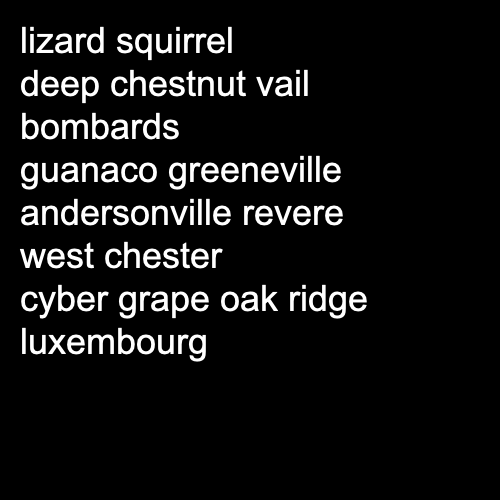 lizard squirrel
deep chestnut vail
bombards
guanaco greeneville
andersonville revere
west chester
cyber grape oak ridge
luxembourg